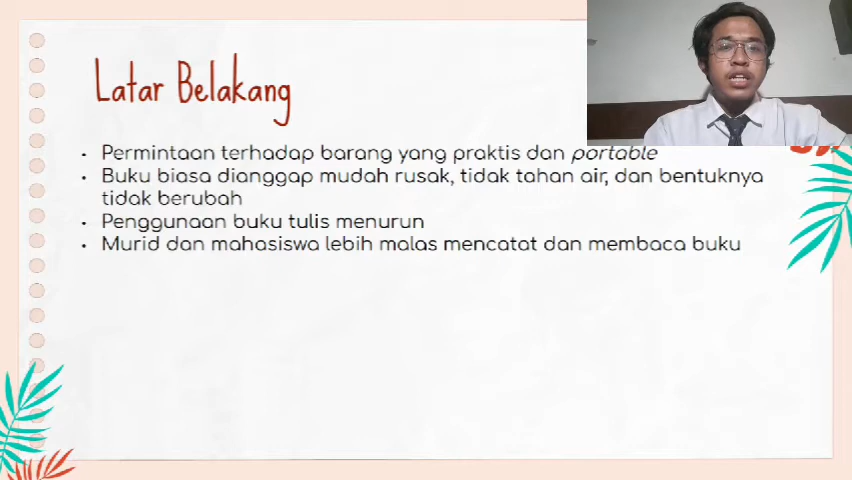 Latar Belakang
• Permintaan terhadap barang yang praktis dan portable
• Buku biasa dianggap mudah rusak, tidak tahan air, dan bentuknya
tidak berubah
• Penggunaan buku tulis menurun
• Murid dan mahasiswa lebih malas mencatat dan membaca buku